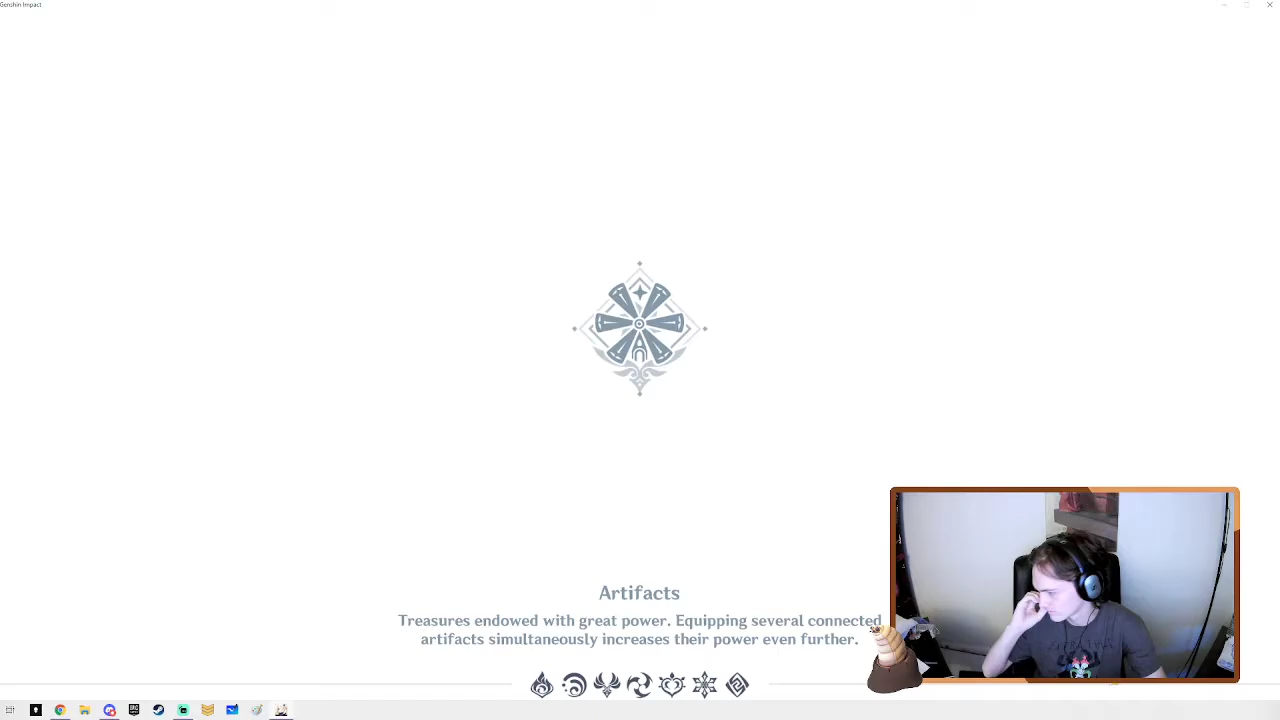 Genshin Impact
Artifacts
Treasures endowed with great power. Equipping several connected
artifacts simultaneously increases their power even further.